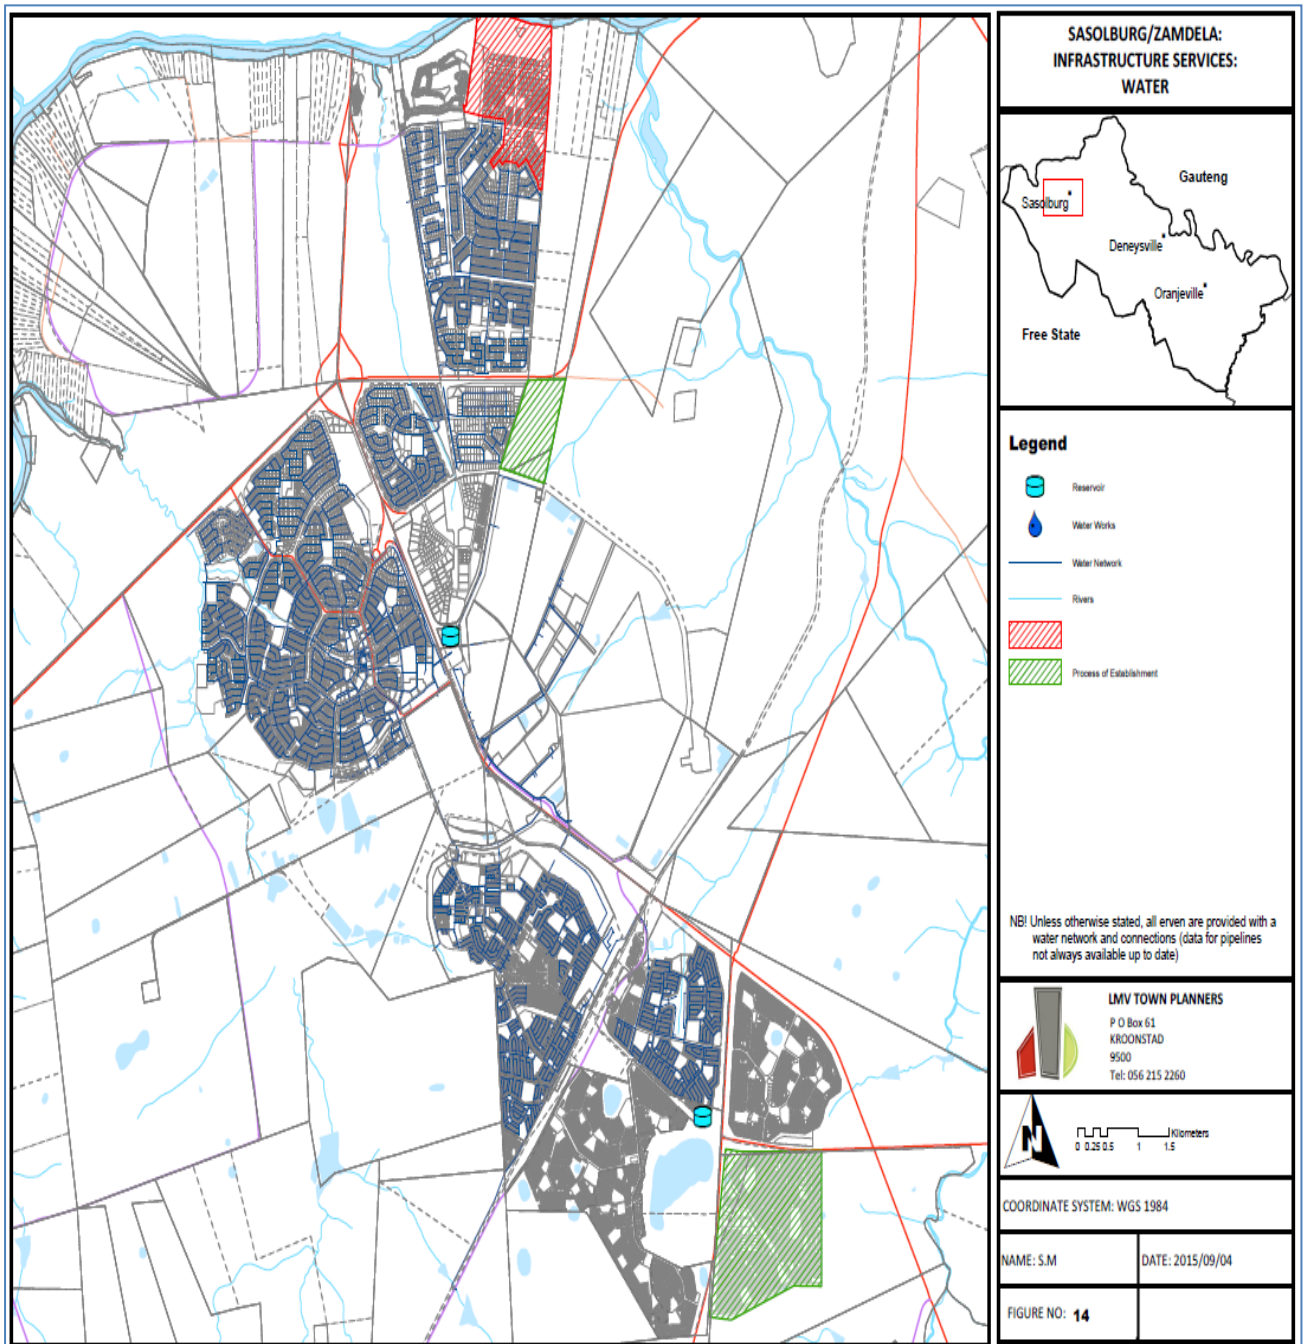 SASOLBURG/ZAMDELA:
INFRASTRUCTURE SERVICES:
WATER
Gauteng
Sasolburg
Deneysville
Oranjeville
Free State
Legend
Reservoir
Water Works
Water Network
Rivers
Process of Establishment
NB! Unless otherwise stated, all erven are provided with a
water network and connections (data for pipelines
not always available up to date)
LMV TOWN PLANNERS
P O Box 61
KROONSTAD
9500
Tel: 056 215 2260
N
Kilometers
0 0.25 0.5 1 1.5
COORDINATE SYSTEM: WGS 1984
NAME: S.M
DATE: 2015/09/04
FIGURE NO: 14